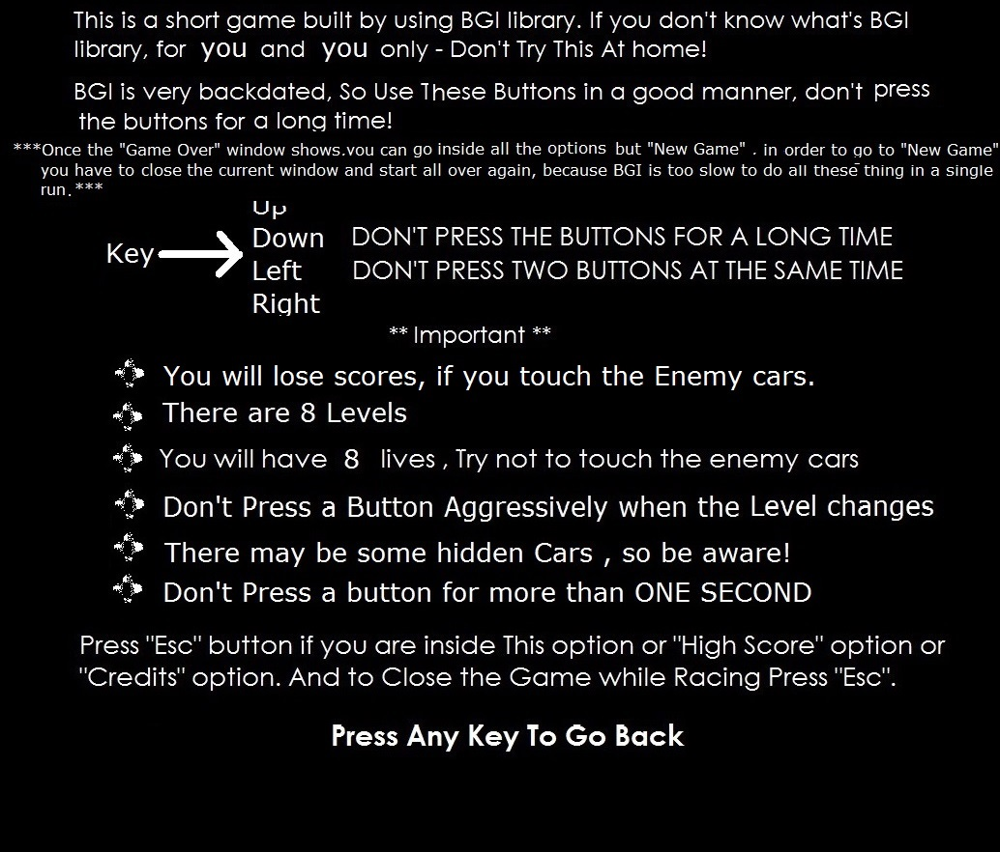 This is a short game built by using BGI library. If you don't know what's BGI
library, for you and you only - Don't Try This At home!
BGI is very backdated, So Use These Buttons in a good manner, don't press
the buttons for a long time!
***Once the "Game Over" window shows.you can go inside all the options but "New Game" . in order to go to "New Game"
you have to close the current window and start all over again, because BGI is too slow to do all these thing in a single
run.***
Up
Key Down DON'T PRESS THE BUTTONS FOR A LONG TIME
Left DON'T PRESS TWO BUTTONS AT THE SAME TIME
Right
** Important **
You will lose scores, if you touch the Enemy cars.
There are 8 Levels
You will have 8 lives , Try not to touch the enemy cars
Don't Press a Button Aggressively when the Level changes
There may be some hidden Cars , so be aware!
Don't Press a button for more than ONE SECOND
Press "Esc" button if you are inside This option or "High Score" option or
"Credits" option. And to Close the Game while Racing Press "Esc".
Press Any Key To Go Back